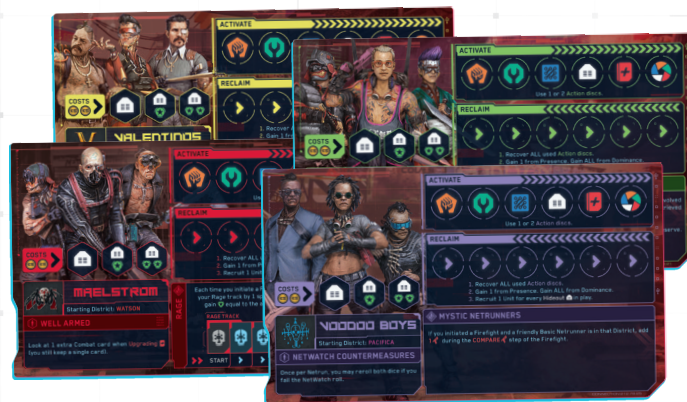 ACTIVATE
COSTS
RECLAIM
1. Recover
2. Gain 1
VALENTINOS
ACTIVATE
Use 1 or 2 Action discs.
COSTS
RECLAIM
1. Recover ALL used Action discs.
2. Gain 1 from Presence. Gain ALL from Dominance.
ACTIVATE
COSTS
RECLAIM
1. Recover ALL
2. Gain 1 from
3. Recruit 1 Unit
MAELSTROM
Starting District: WATSON
WELL ARMED
Look at 1 extra Combat card when Upgrading
(you still keep a single card).
RAGE
Each time you initiate a
your Rage track by 1
gain equal to the
RAGE TRACK
START
ACTIVATE
Use 1 or 2 Action discs.
COSTS
RECLAIM
1. Recover ALL used Action discs.
2. Gain 1 from Presence. Gain ALL from Dominance.
3. Recruit 1 Unit for every Hideout in play.
VOODOO BOYS
Starting District: PACIFICA
NETWATCH COUNTERMEASURES
Once per Netrun, you may reroll both dice if you
fail the NetWatch roll.
MYSTIC NETRUNNERS
If you initiated a Firefight and a friendly Basic Netrunner is in that District, add
1 during the COMPARE step of the Firefight.